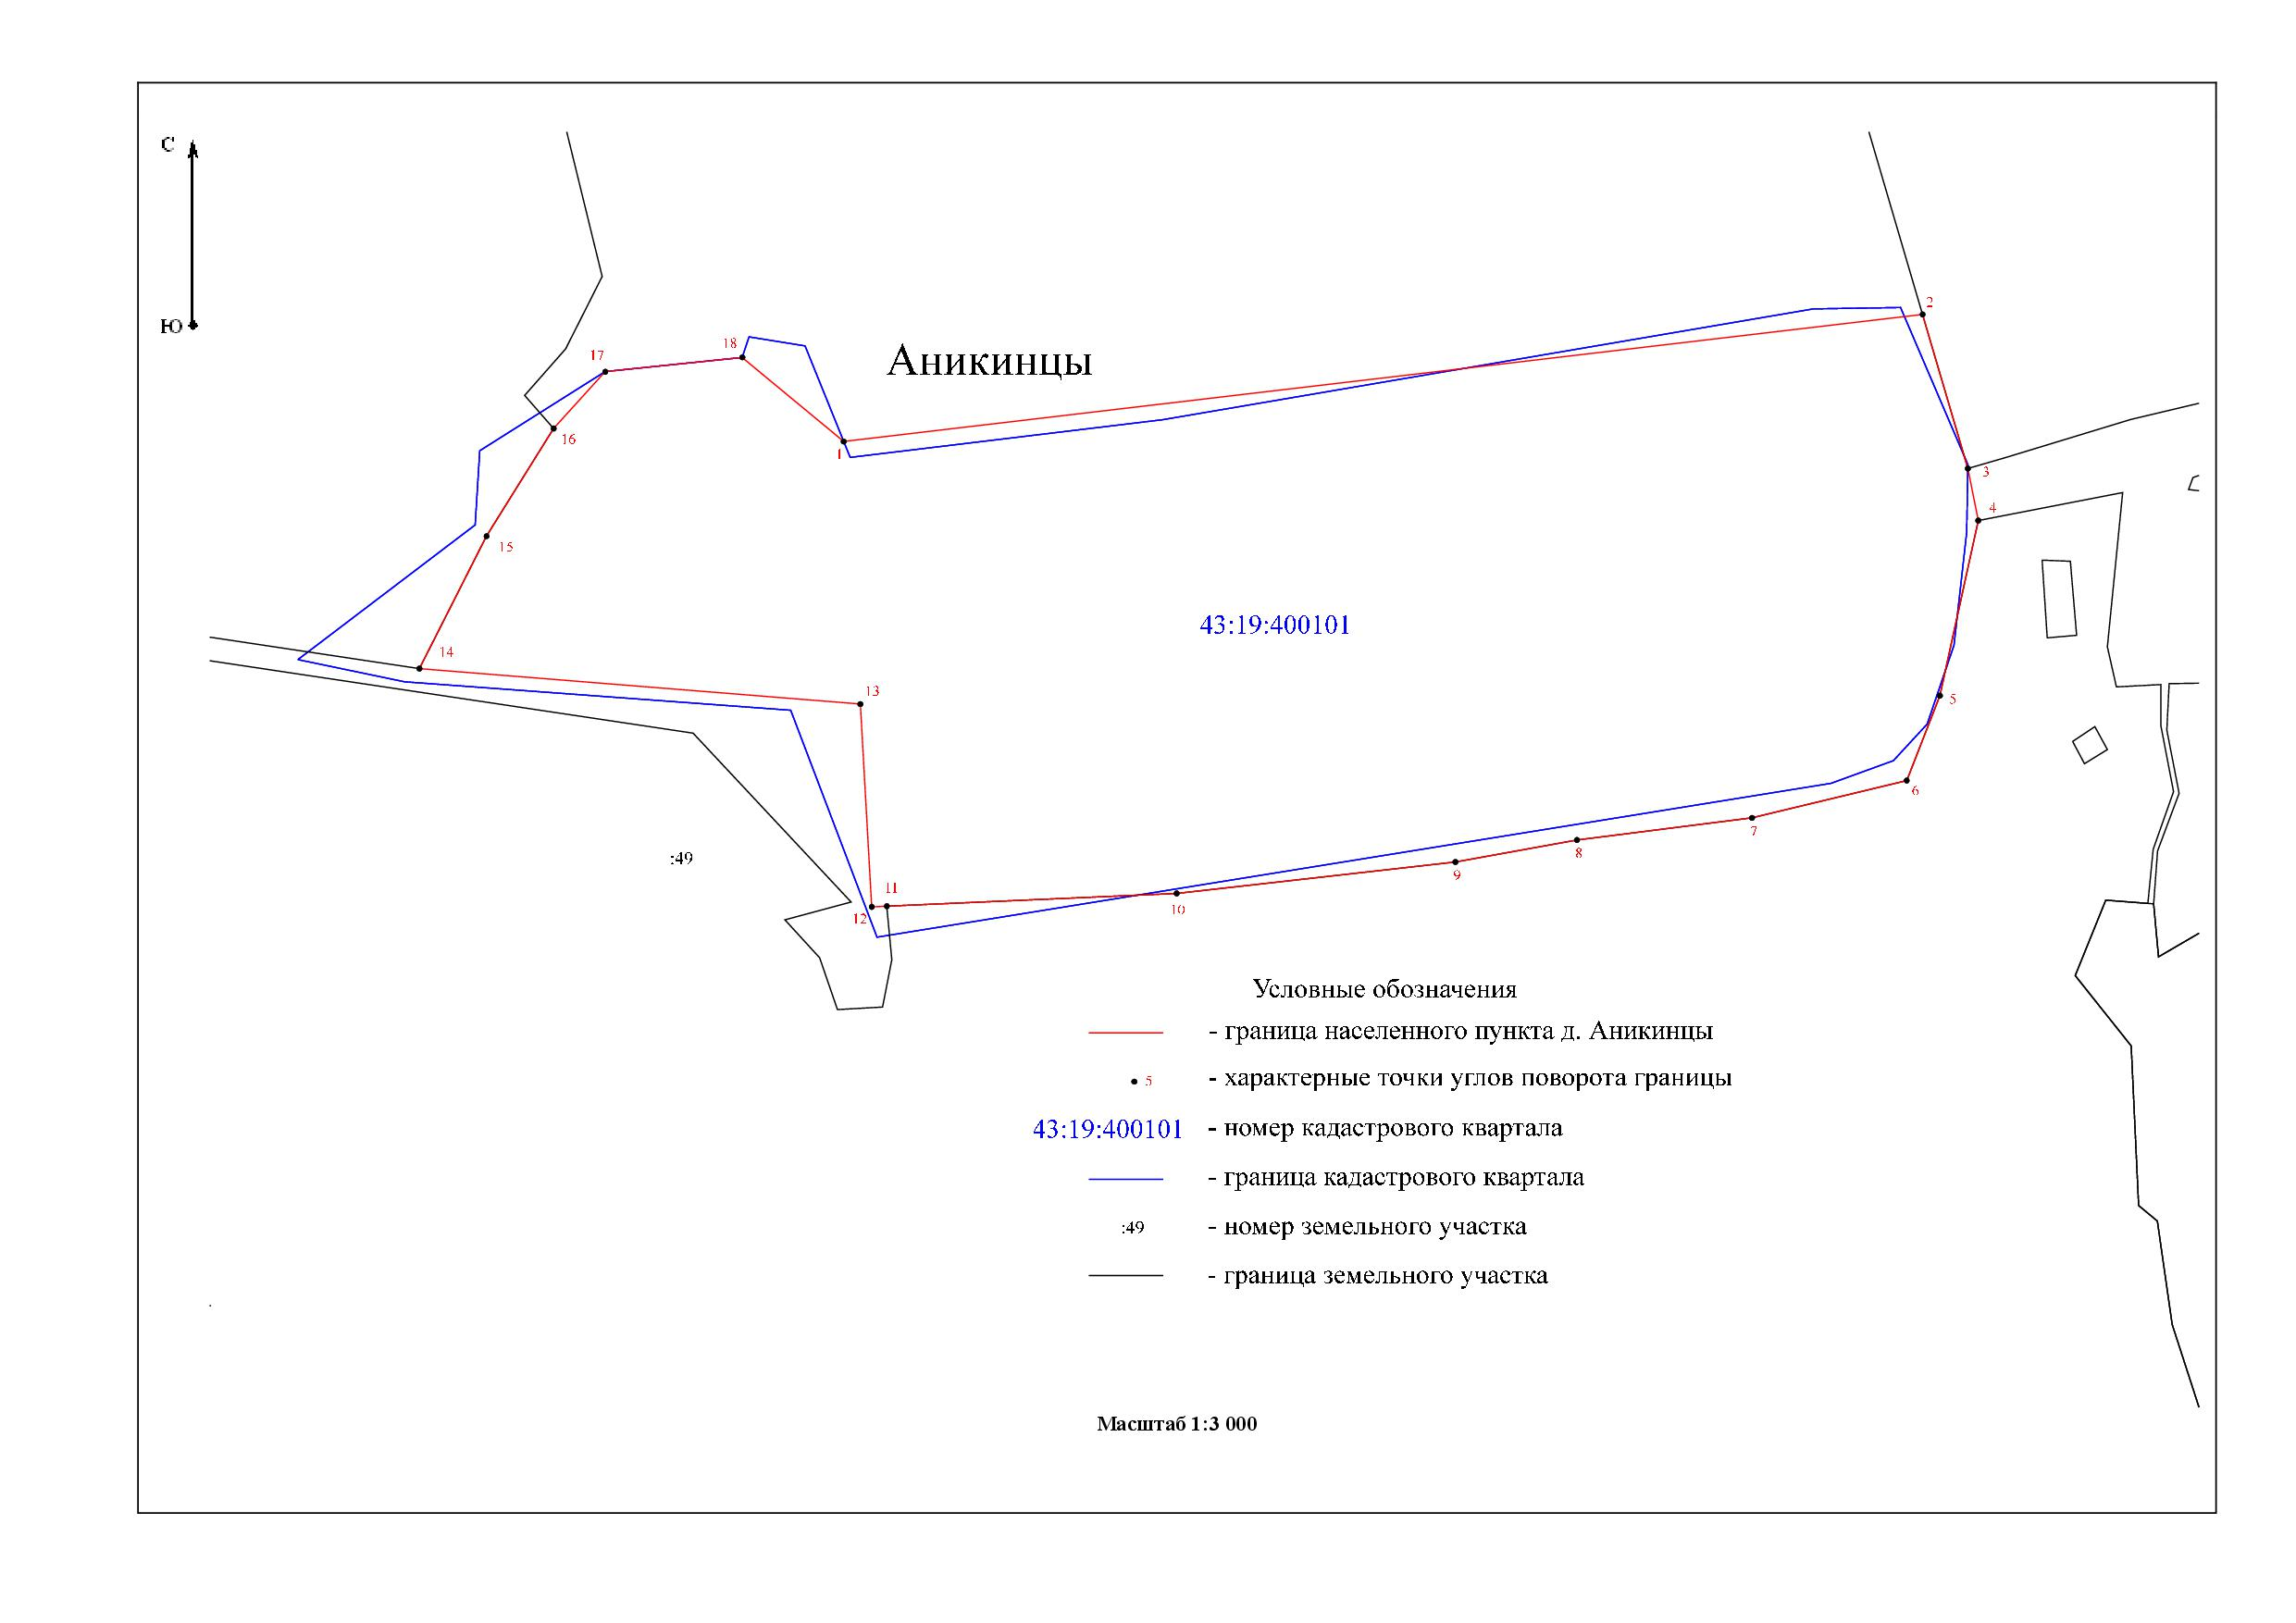 С
Ю
2
18
17
Аникинцы
16
1
3
4
15
43:19:400101
14
13
5
6
7
:49
8
9
11
12
10
Условные обозначения
- граница населенного пункта д. Аникинцы
5 - характерные точки углов поворота границы
43:19:400101 - номер кадастрового квартала
- граница кадастрового квартала
:49 - номер земельного участка
- граница земельного участка
Масштаб 1:3 000